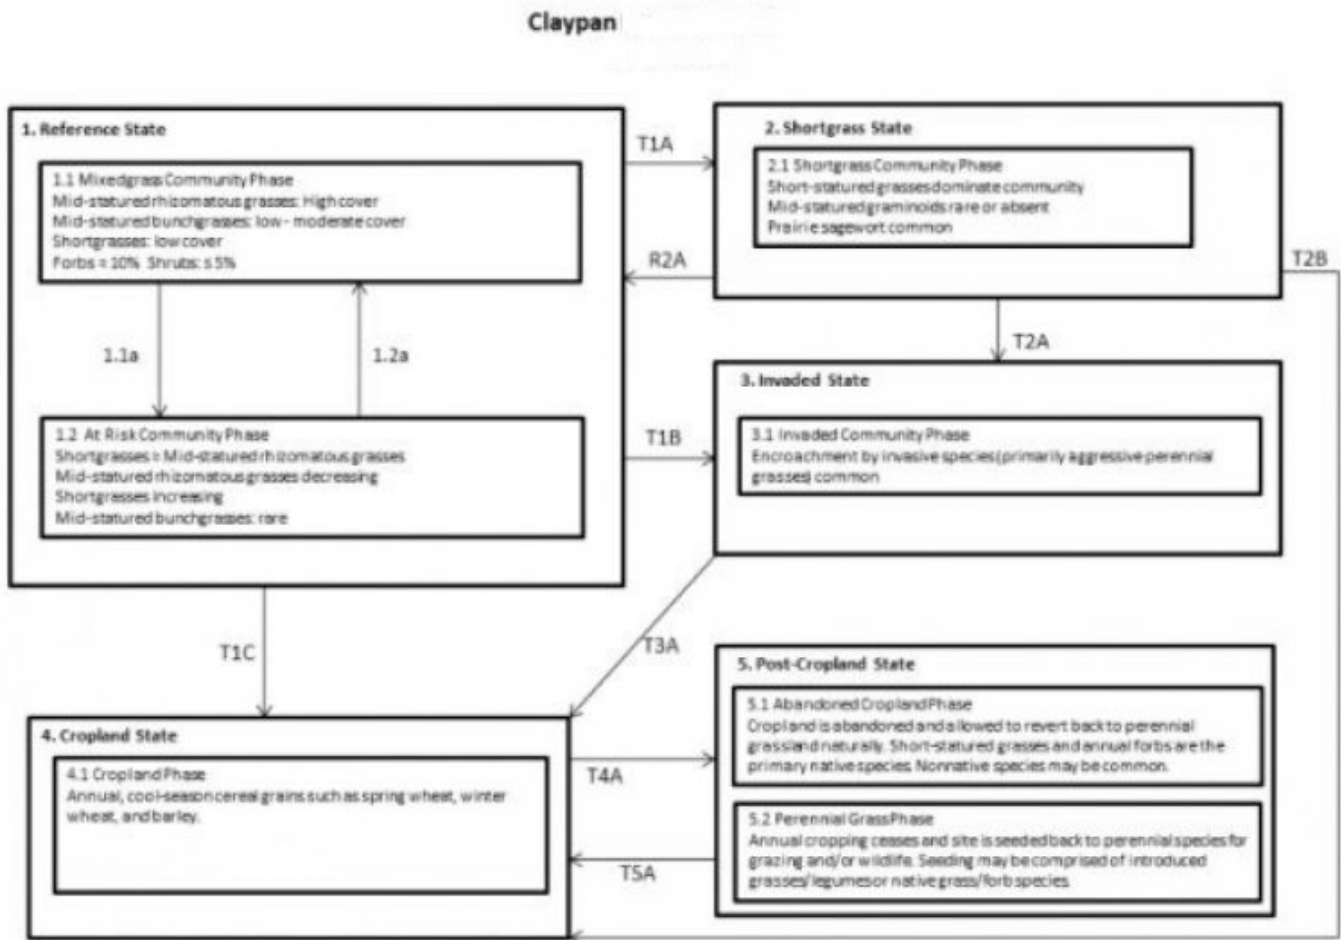 Claypan
1. Reference State
1.1 Mixedgrass Community Phase
Mid-statured rhizomatous grasses: High cover
Mid-statured bunchgrasses: low - moderate cover
Shortgrasses: low cover
Forbs ≈ 10% Shrubs: ≤ 5%
1.1a
1.2a
1.2 At Risk Community Phase
Shortgrasses ≥ Mid-statured rhizomatous grasses
Mid-statured rhizomatous grasses decreasing
Shortgrasses increasing
Mid-statured bunchgrasses: rare
T1A
R2A
T1B
T1C
2. Shortgrass State
2.1 Shortgrass Community Phase
Short-statured grasses dominate community
Mid-statured graminoids rare or absent
Prairie sagewort common
T2B
T2A
3. Invaded State
3.1 Invaded Community Phase
Encroachment by invasive species (primarily aggressive perennial
grasses) common
T3A
4. Cropland State
4.1 Cropland Phase
Annual, cool-season cereal grains such as spring wheat, winter
wheat, and barley.
T4A
T5A
5. Post-Cropland State
5.1 Abandoned Cropland Phase
Cropland is abandoned and allowed to revert back to perennial
grassland naturally. Short-statured grasses and annual forbs are the
primary native species. Nonnative species may be common.
5.2 Perennial Grass Phase
Annual cropping ceases and site is seeded back to perennial species for
grazing and/or wildlife. Seeding may be comprised of introduced
grasses/legumes or native grass/forb species.